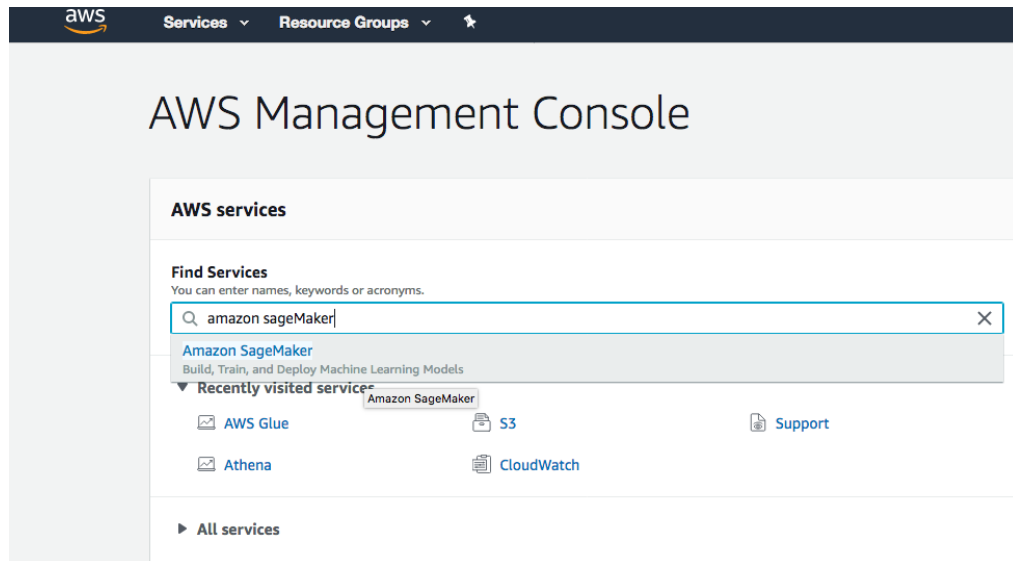 aws Services Resource Groups
AWS Management Console
AWS services
Find Services
You can enter names, keywords or acronyms.
amazon sageMaker
Amazon SageMaker
Build, Train, and Deploy Machine Learning Models
Recently visited services
Amazon SageMaker
AWS Glue S3 Support
Athena CloudWatch
All services